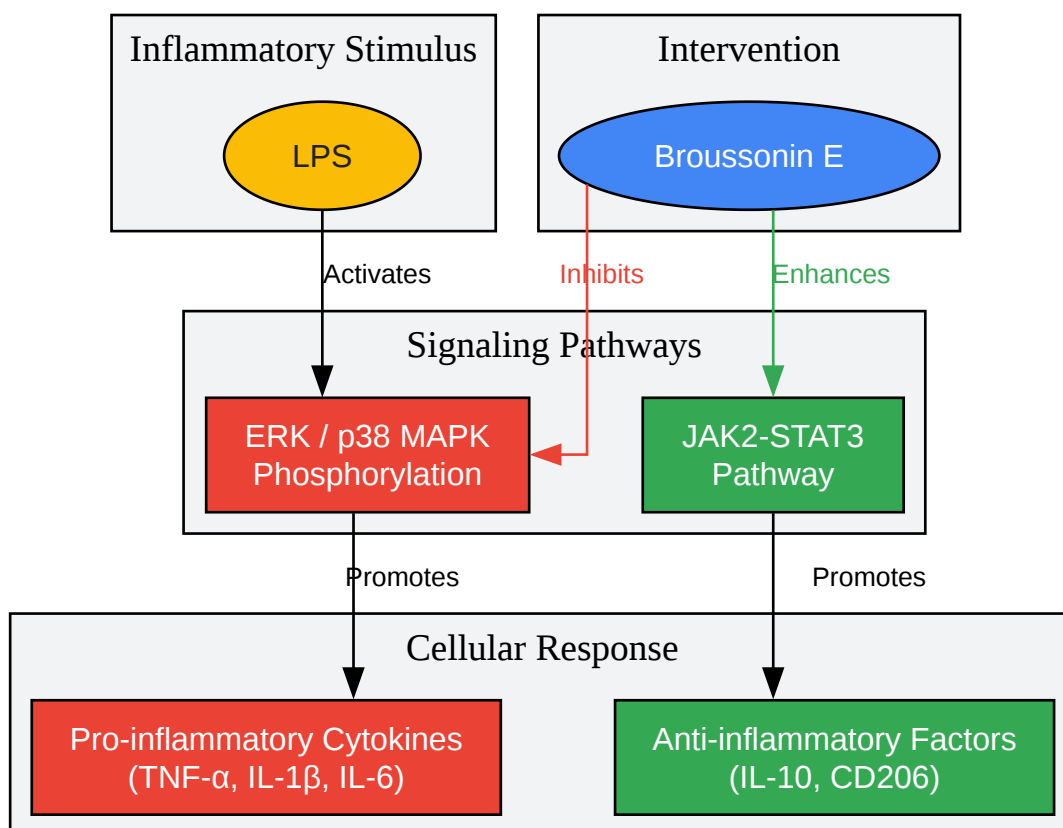 Inflammatory Stimulus
Intervention
LPS
Broussonin E
Activates
Inhibits
Enhances
Signaling Pathways
ERK / p38 MAPK
Phosphorylation
JAK2-STAT3
Pathway
Promotes
Promotes
Cellular Response
Pro-inflammatory Cytokines
(TNF-α, IL-1β, IL-6)
Anti-inflammatory Factors
(IL-10, CD206)